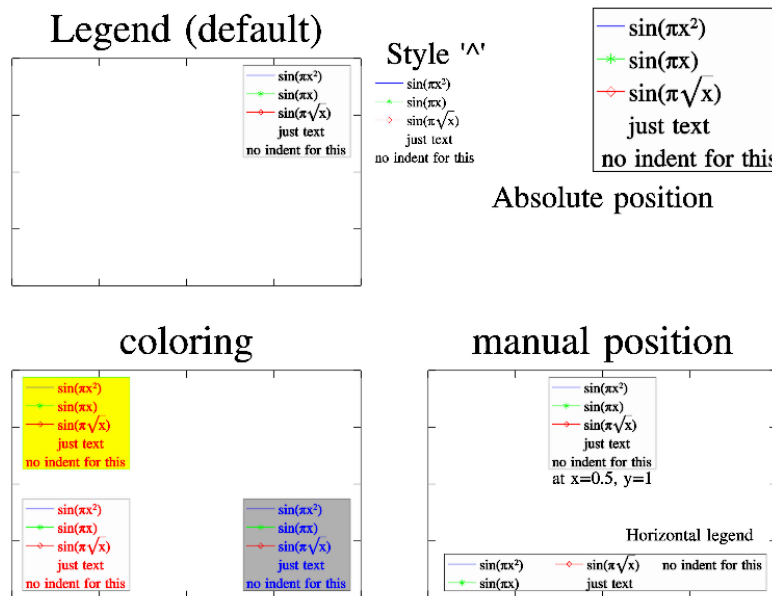 Legend (default)
sin(πx²)
sin(πx)
sin(π√x)
just text
no indent for this
Style '^'
sin(πx²)
sin(πx)
sin(π√x)
just text
no indent for this
sin(πx²)
sin(πx)
sin(π√x)
just text
no indent for this
Absolute position
coloring
sin(πx²)
sin(πx)
sin(π√x)
just text
no indent for this
sin(πx²)
sin(πx)
sin(π√x)
just text
no indent for this
sin(πx²)
sin(πx)
sin(π√x)
just text
no indent for this
manual position
sin(πx²)
sin(πx)
sin(π√x)
just text
no indent for this
at x=0.5, y=1
Horizontal legend
sin(πx²) sin(π√x) no indent for this
sin(πx) just text